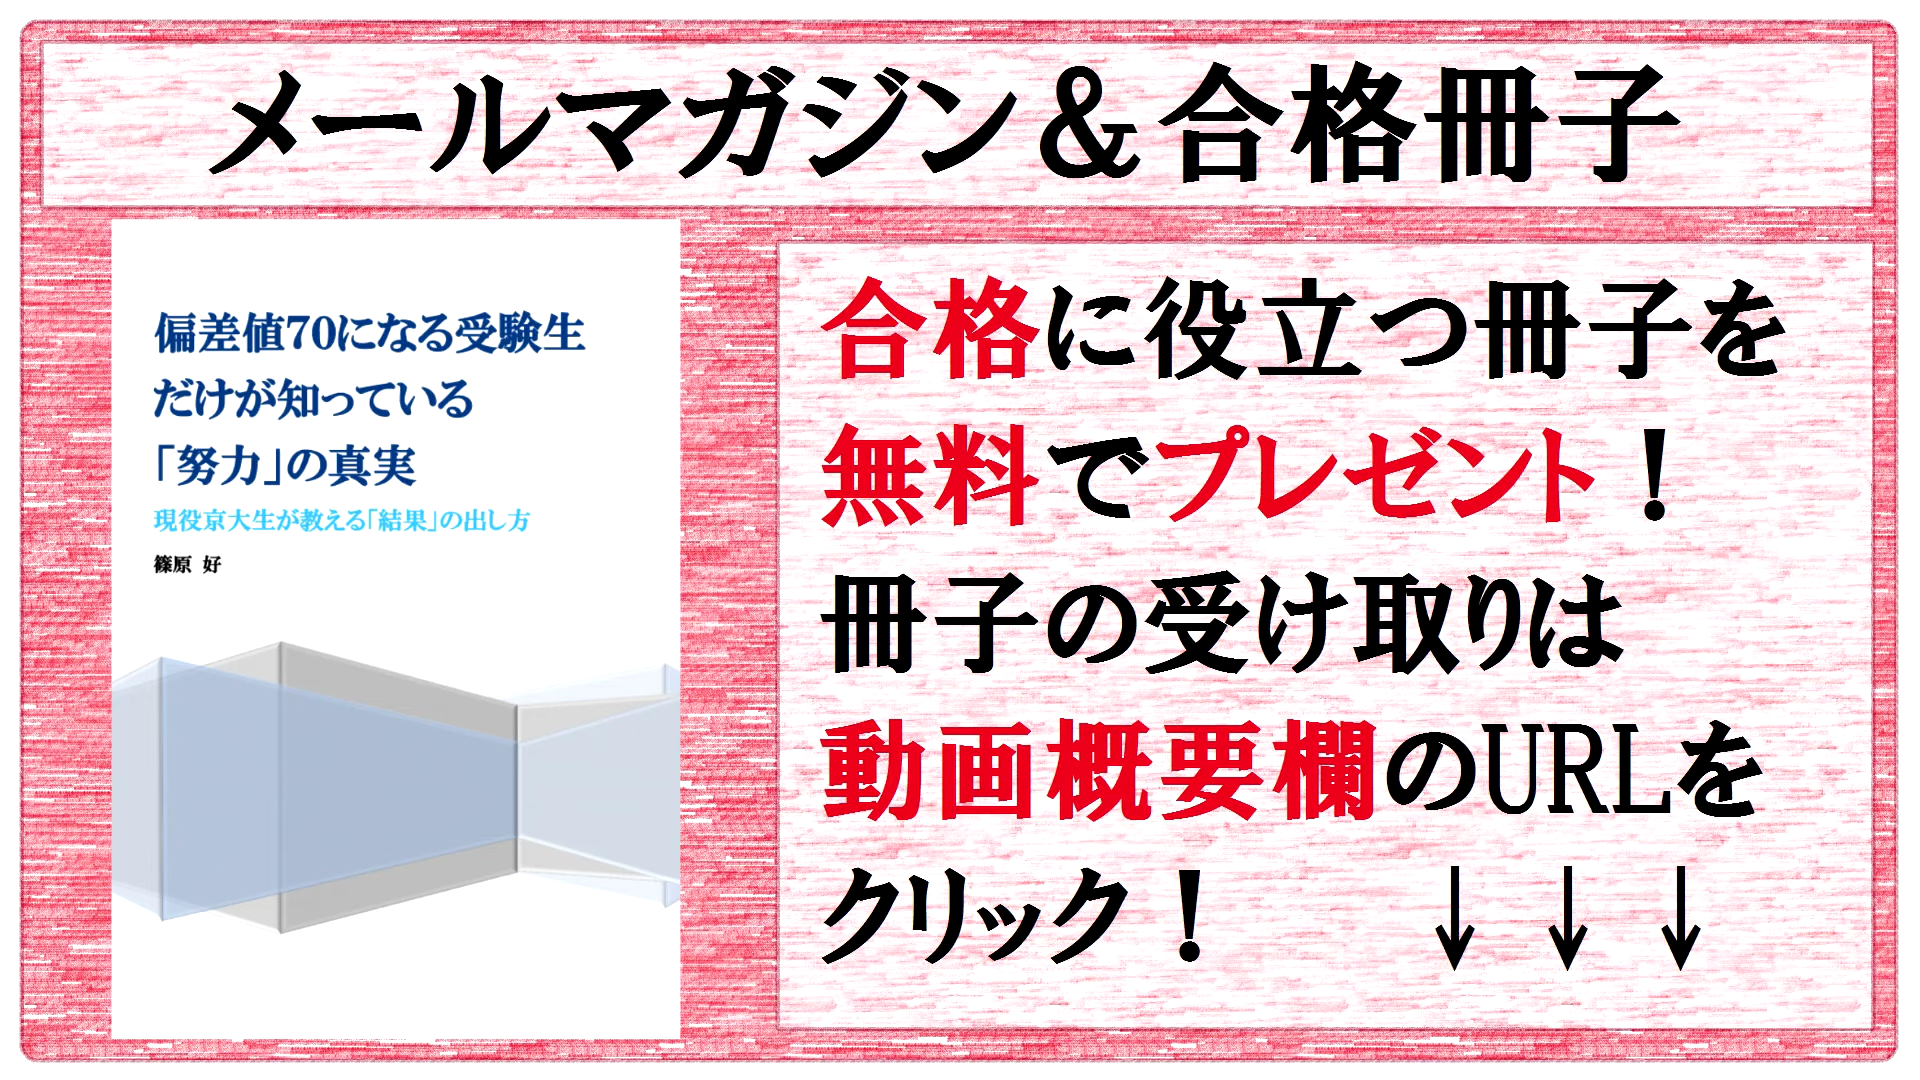 メールマガジン＆合格冊子
偏差値70になる受験生
だけが知っている
「努力」の真実
現役京大生が教える「結果」の出し方
篠原 好
合格に役立つ冊子を
無料でプレゼント！
冊子の受け取りは
動画概要欄のURLを
クリック！　　↓↓↓